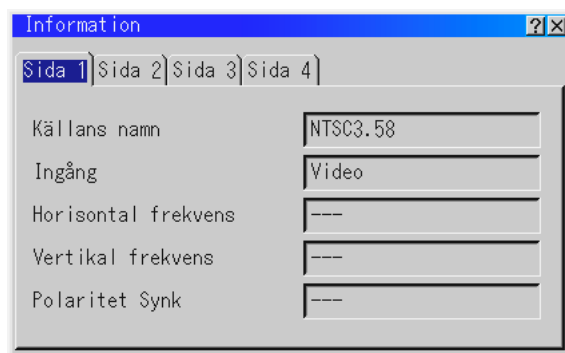 Information
Sida 1 Sida 2 Sida 3 Sida 4
Källans namn NTSC3.58
Ingång Video
Horisontal frekvens ---
Vertikal frekvens ---
Polaritet Synk ---